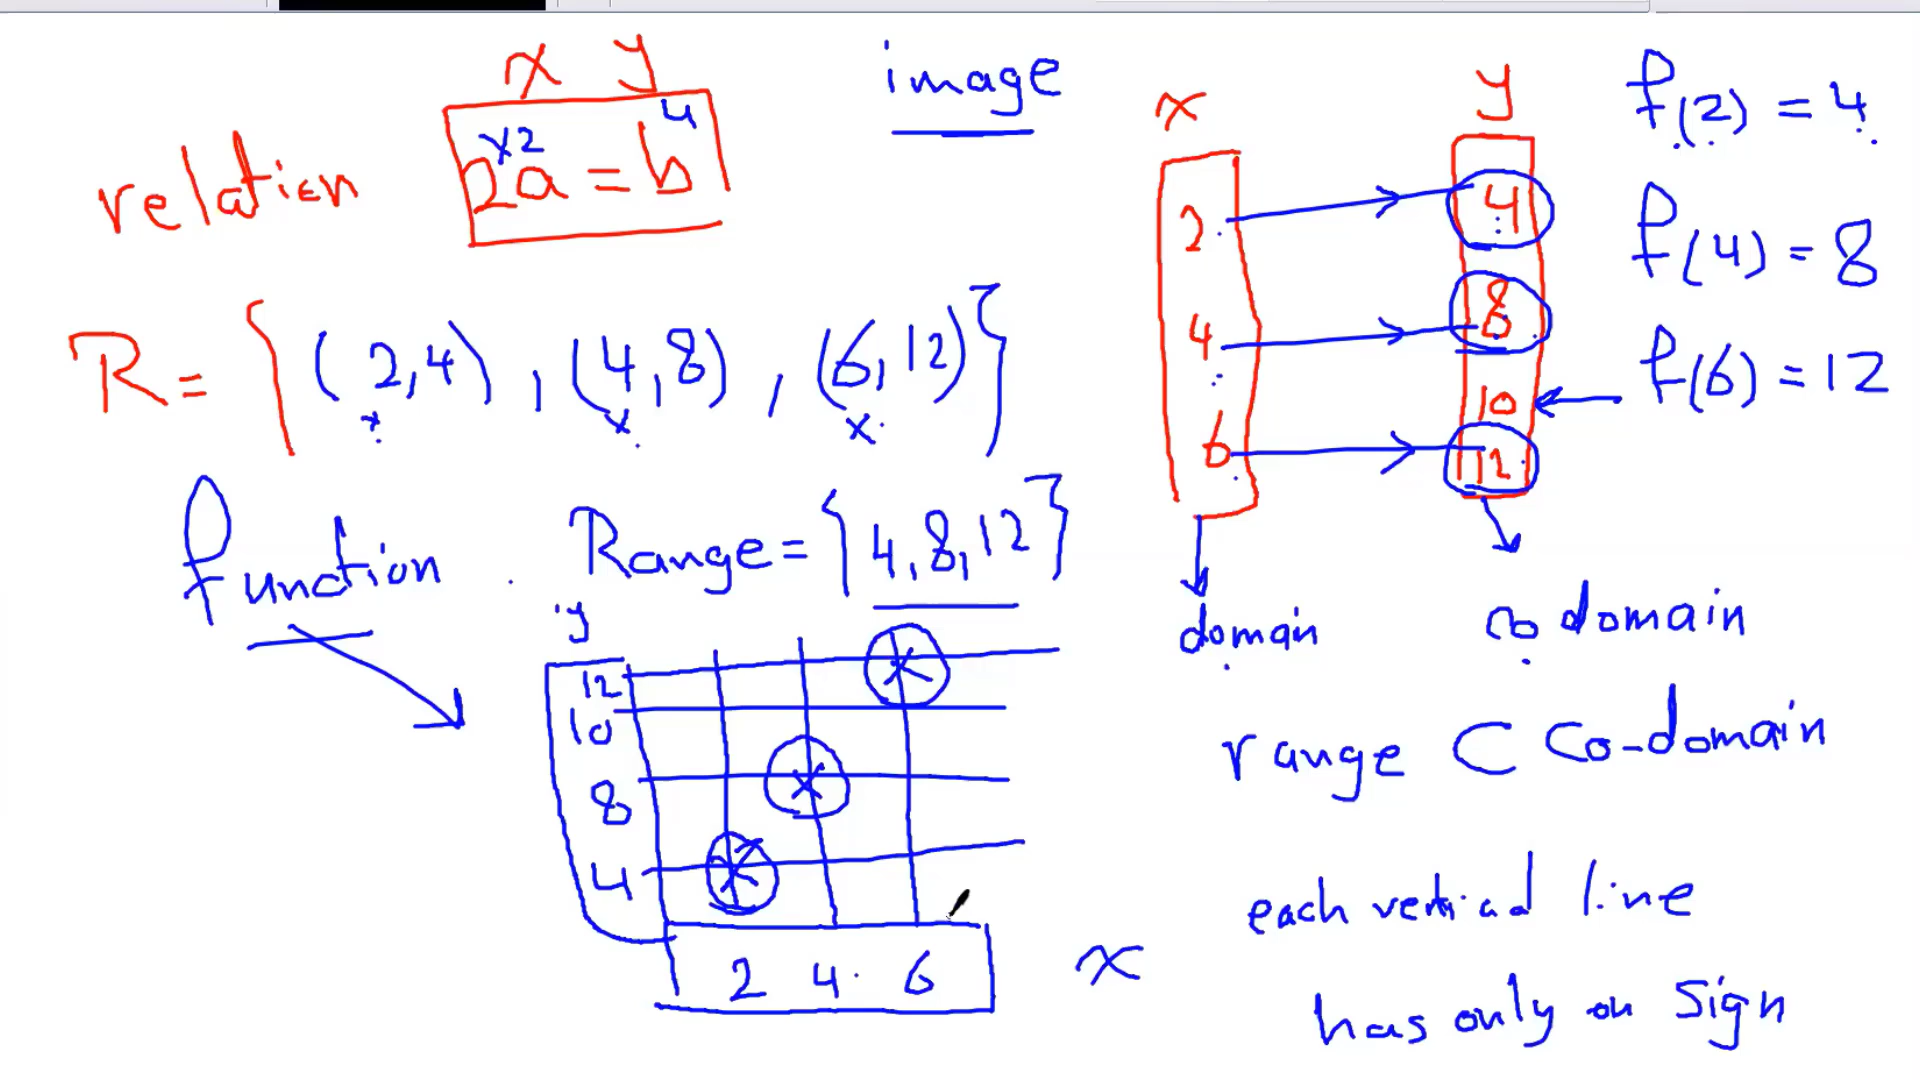 x y
image
x
y
f(2) = 4
x2
4
relation 2a = b
2
4
f(4) = 8
R = { (2,4) , (4,8) , (6,12) }
x x x
4
8
f(6) = 12
10
6
12
function
Range = {4,8,12}
y
domain
co domain
12
10
range ⊂ Co-domain
8
4
each vertical line
2 4 6
x
has only on Sign